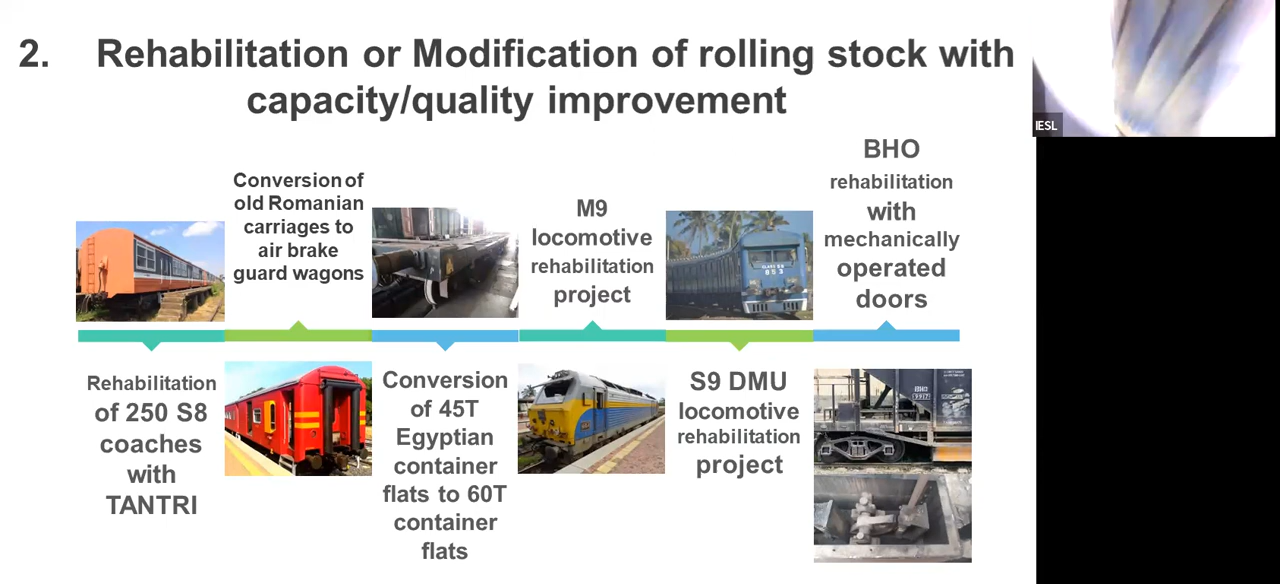 2. Rehabilitation or Modification of rolling stock with
capacity/quality improvement
IESL
Rehabilitation
of 250 S8
coaches
with
TANTRI
Conversion of
old Romanian
carriages to
air brake
guard wagons
Conversion
of 45T
Egyptian
container
flats to 60T
container
flats
M9
locomotive
rehabilitation
project
S9 DMU
locomotive
rehabilitation
project
853
BHO
rehabilitation
with
mechanically
operated
doors
BHO